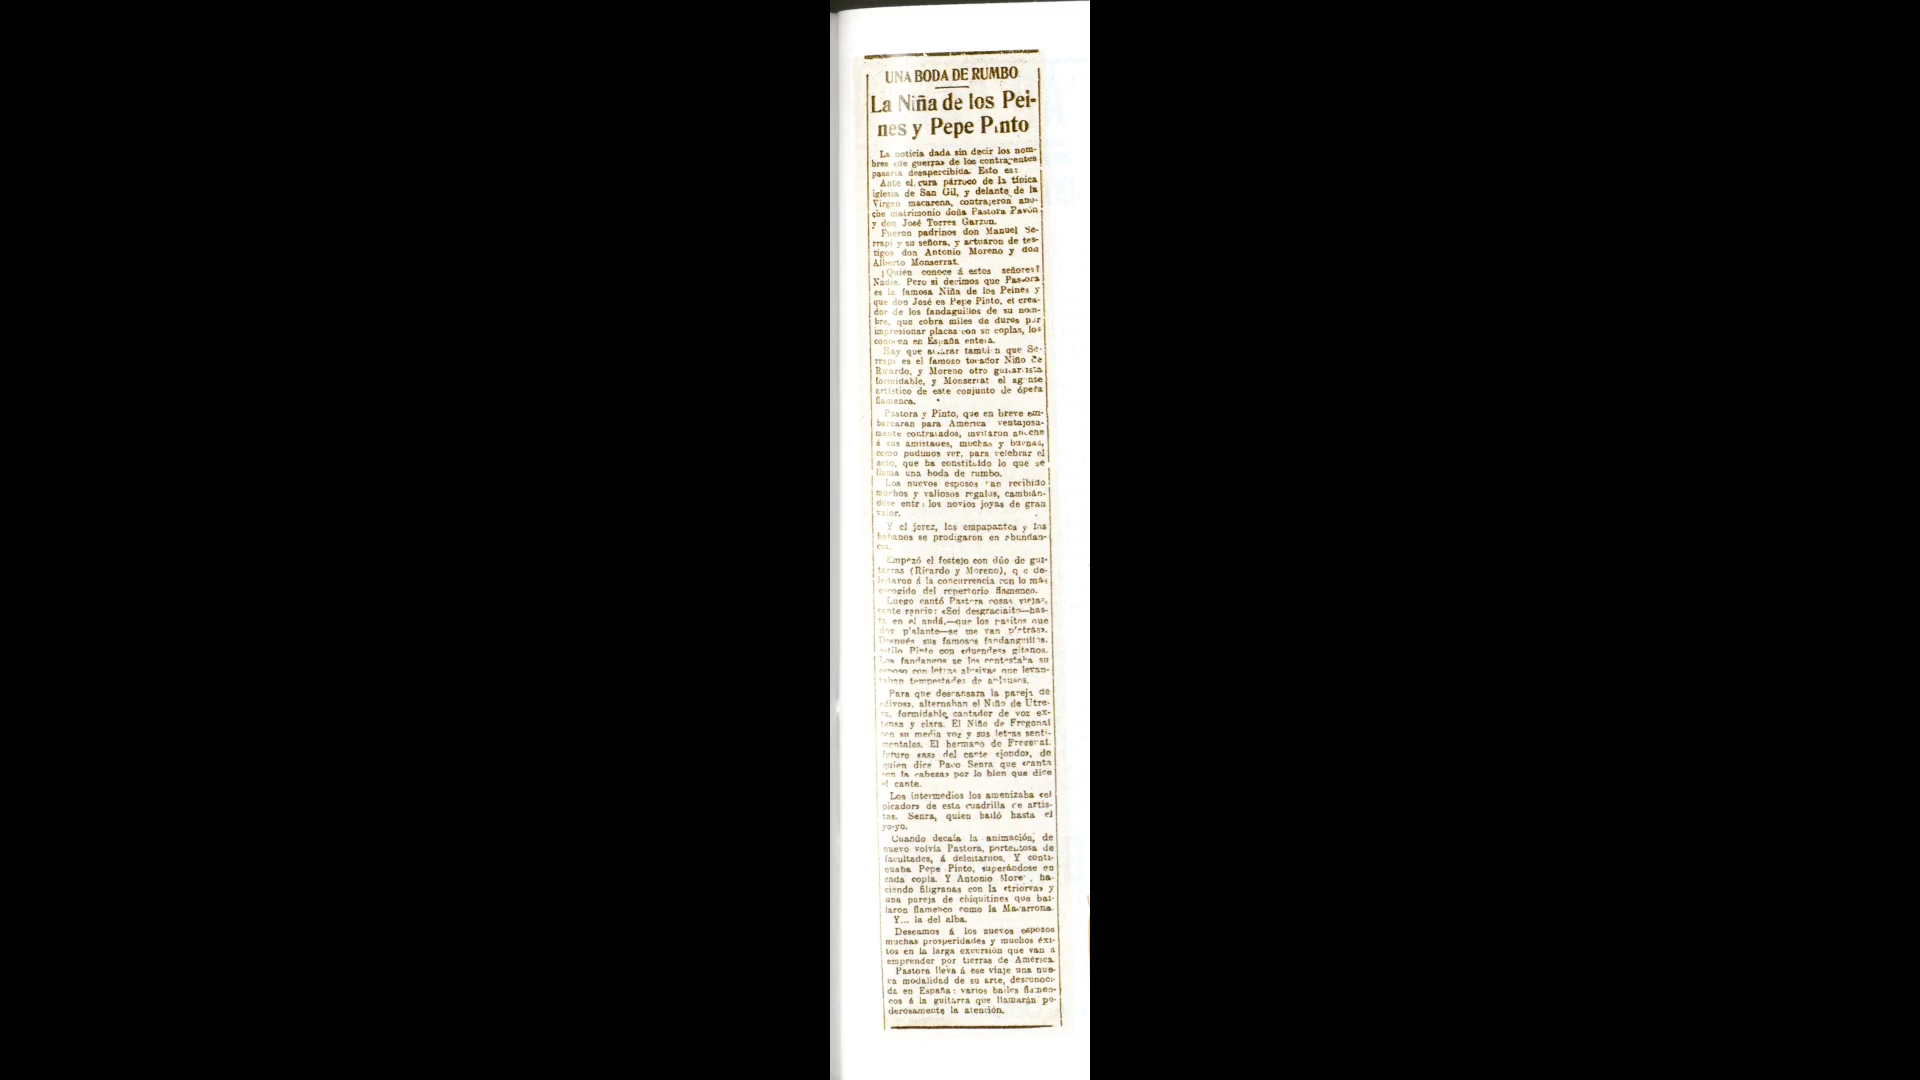 UNA BODA DE RUMBO
La Niña de los Pei-
nes y Pepe Pinto
La noticia dada sin decir los nom-
bres «de guerra» de los contrayentes
pasaría desapercibida. Esto es:
Ante el cura párroco de la típica
iglesia de San Gil, y delante de la
Virgen macarena, contrajeron ano-
che matrimonio doña Pastora Pavón
y don José Torres Garzón.
Fueron padrinos don Manuel Se-
rrapi y su señora, y actuaron de tes-
tigos don Antonio Moreno y don
Alberto Monserrat.
¿Quién conoce á estos señores?
Nadie. Pero si decimos que Pastora
es la famosa Niña de los Peines y
que don José es Pepe Pinto, el crea-
dor de los fandaguillos de su nom-
bre, que cobra miles de duros por
impresionar placas con su coplas, los
conocen en España entera.
Hay que aclarar también que Se-
rrapi es el famoso tocador Niño de
Ricardo, y Moreno otro guitarrista
formidable, y Monserrat el agente
artístico de este conjunto de ópera
flamenca.
Pastora y Pinto, que en breve em-
barcarán para América ventajosa-
mente contratados, invitaron anoche
á sus amistades, muchas y buenas,
como pudimos ver, para celebrar el
acto, que ha constituído lo que se
llama una boda de rumbo.
Los nuevos esposos han recibido
muchos y valiosos regalos, cambián-
dose entre los novios joyas de gran
valor.
Y el jerez, los empapantes y los
habanos se prodigaron en abundan-
cia.
Empezó el festejo con dúo de gui-
tarras (Ricardo y Moreno), que de-
leitaron á la concurrencia con lo más
escogido del repertorio flamenco.
Luego cantó Pastora cosas viejas,
cante rancio: «Soi desgraciaito—has-
ta en el andá,—que los pasitos que
doy p'alante—se me van p'atrás».
Después sus famosos fandanguillos,
estilo Pinto con «duendes» gitanos.
Los fandangos se los contestaba su
esposo con letras alusivas que levan-
taban tempestades de aplausos.
Para que descansara la pareja de
«divos», alternaban el Niño de Utre-
ra, formidable cantador de voz ex-
tensa y clara. El Niño de Fregenal
con su media voz y sus letras senti-
mentales. El hermano de Fregenal,
futuro «as» del cante «jondo», de
quien dice Paco Senra que «canta
con la cabeza» por lo bien que dice
el cante.
Los intermedios los amenizaba «el
picador» de esta cuadrilla de artis-
tas. Senra, quien bailó hasta el
yo-yo.
Cuando decaía la animación, de
nuevo volvía Pastora, portentosa de
facultades, á deleitarnos. Y conti-
nuaba Pepe Pinto, superándose en
cada copla. Y Antonio Moreno, ha-
ciendo filigranas con la «triorva» y
una pareja de chiquitines que bai-
laron flamenco como la Macarrona.
Y... la del alba.
Deseamos á los nuevos esposos
muchas prosperidades y muchos éxi-
tos en la larga excursión que van a
emprender por tierras de América.
Pastora lleva á ese viaje una nue-
va modalidad de su arte, desconoci-
da en España: varios bailes flamen-
cos á la guitarra que llamarán po-
derosamente la atención.